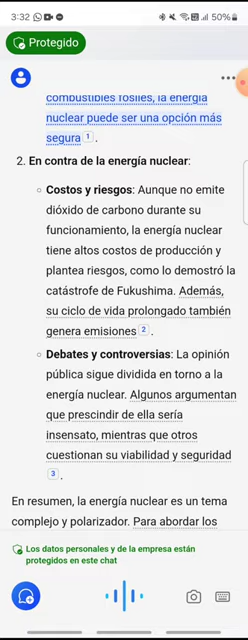 3:32
50%
Protegido
combustibles fósiles, la energía
nuclear puede ser una opción más
segura 1 .
2. En contra de la energía nuclear:
Costos y riesgos: Aunque no emite
dióxido de carbono durante su
funcionamiento, la energía nuclear
tiene altos costos de producción y
plantea riesgos, como lo demostró la
catástrofe de Fukushima. Además,
su ciclo de vida prolongado también
genera emisiones 2 .
Debates y controversias: La opinión
pública sigue dividida en torno a la
energía nuclear. Algunos argumentan
que prescindir de ella sería
insensato, mientras que otros
cuestionan su viabilidad y seguridad
3
.
En resumen, la energía nuclear es un tema
complejo y polarizador. Para abordar los
Los datos personales y de la empresa están
protegidos en este chat